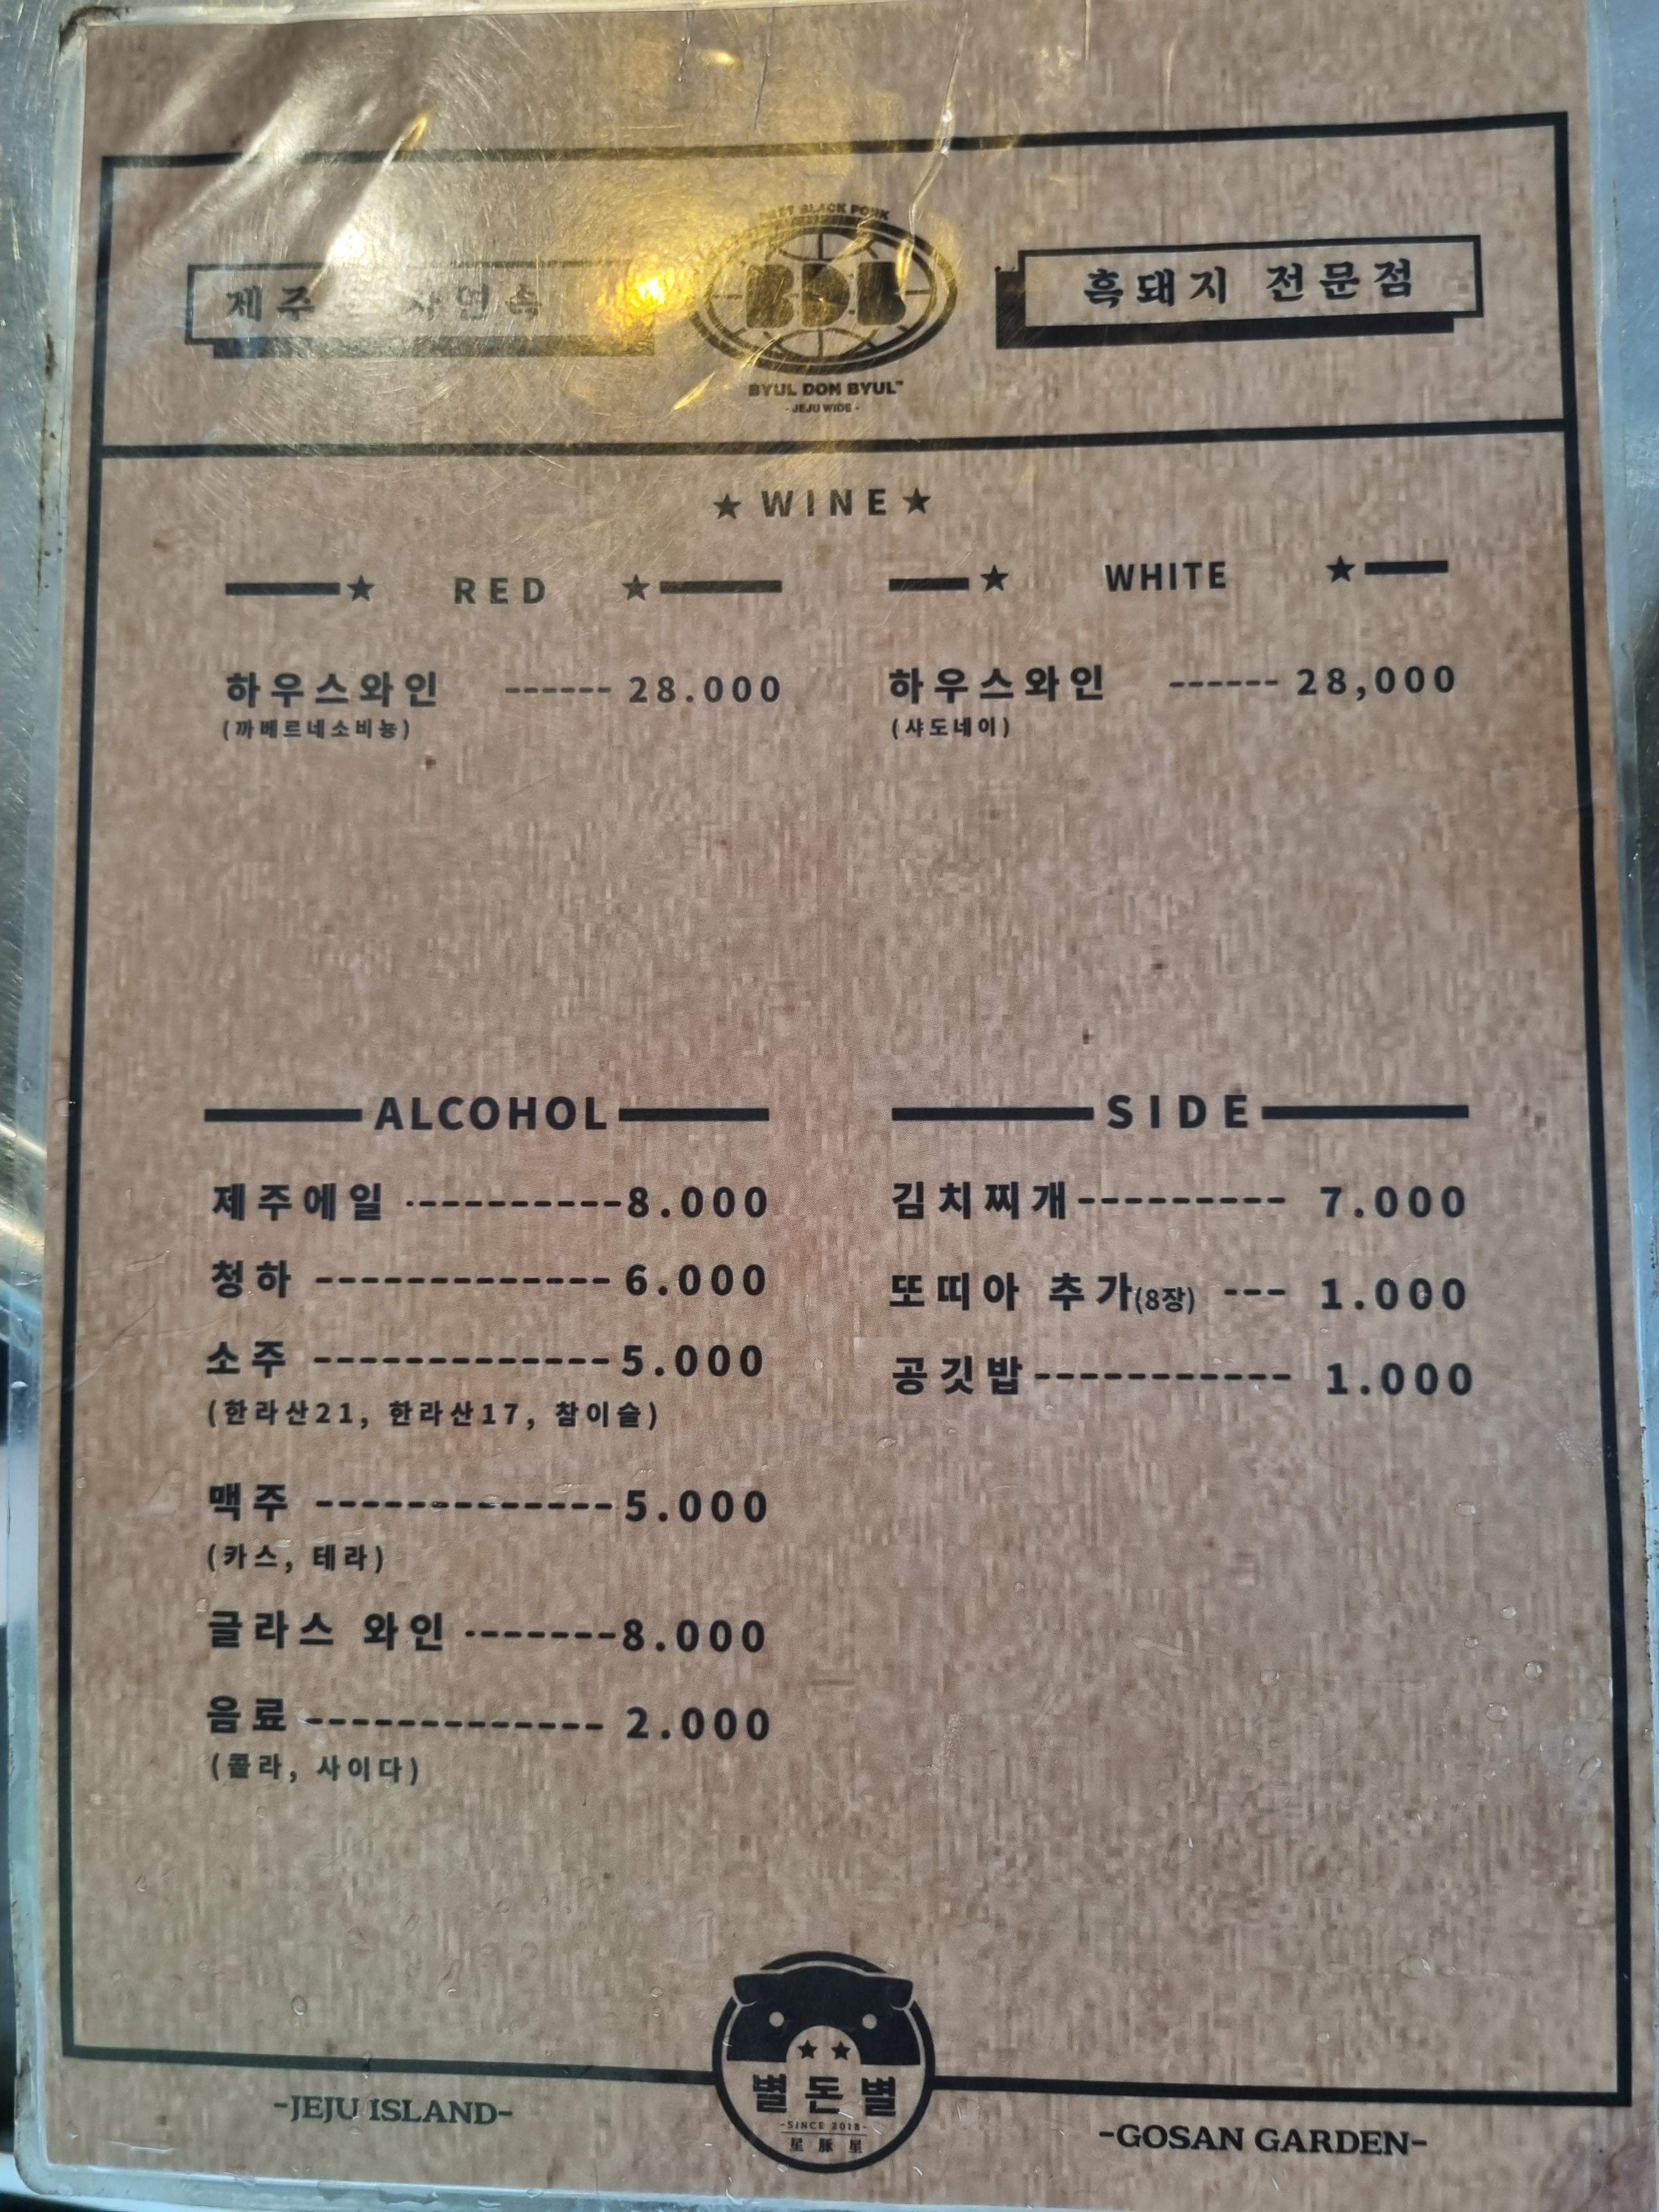 BEST BLACK PORK
제주 자연속
BDB
흑돼지 전문점
BYUL DON BYUL™
- JEJU WIDE -
★ WINE ★
★ RED ★
하우스와인 ------ 28.000
(까베르네소비뇽)
★ WHITE ★
하우스와인 ------ 28,000
(샤도네이)
ALCOHOL
제주에일 ----------8.000
청하 ------------- 6.000
소주 ------------- 5.000
(한라산21, 한라산17, 참이슬)
맥주 ------------- 5.000
(카스, 테라)
글라스 와인 -------8.000
음료 ------------- 2.000
(콜라, 사이다)
SIDE
김치찌개--------- 7.000
또띠아 추가(8장) --- 1.000
공깃밥----------- 1.000
별돈별
-SINCE 2018-
星豚星
-JEJU ISLAND-
-GOSAN GARDEN-